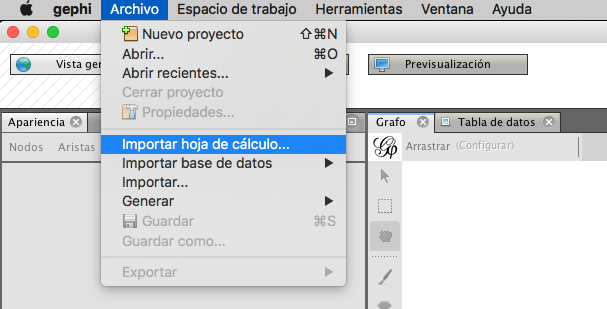 gephi Archivo Espacio de trabajo Herramientas Ventana Ayuda
Nuevo proyecto ⇧⌘N
Abrir... ⌘O
Abrir recientes...
Cerrar proyecto
Propiedades...
Importar hoja de cálculo...
Importar base de datos
Importar...
Generar
Guardar ⌘S
Guardar como...
Exportar
Vista ger
Previsualización
Apariencia
Nodos Aristas
Grafo Tabla de datos
Arrastrar (Configurar)